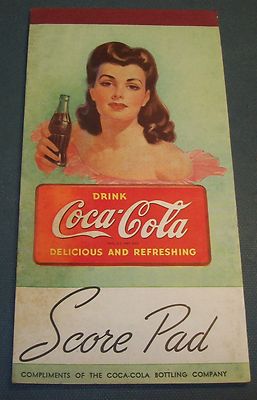 DRINK
Coca-Cola
DELICIOUS AND REFRESHING
Score Pad
COMPLIMENTS OF THE COCA-COLA BOTTLING COMPANY